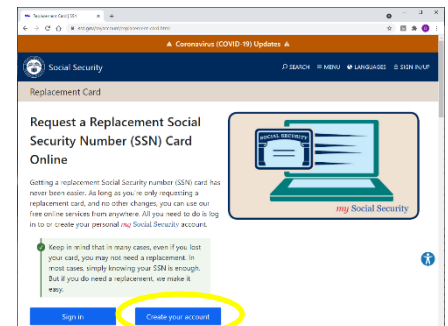 Replacement Card | SSA
ssa.gov/myaccount/replacement-card.html
Coronavirus (COVID-19) Updates
Social Security
SEARCH MENU LANGUAGES SIGN IN/UP
Replacement Card
Request a Replacement Social
Security Number (SSN) Card
Online
Getting a replacement Social Security number (SSN) card has
never been easier. As long as you're only requesting a
replacement card, and no other changes, you can use our
free online services from anywhere. All you need to do is log
in to or create your personal my Social Security account.
SOCIAL SECURITY
my Social Security
Keep in mind that in many cases, even if you lost
your card, you may not need a replacement. In
most cases, simply knowing your SSN is enough.
But if you do need a replacement, we make it
easy.
Sign in
Create your account